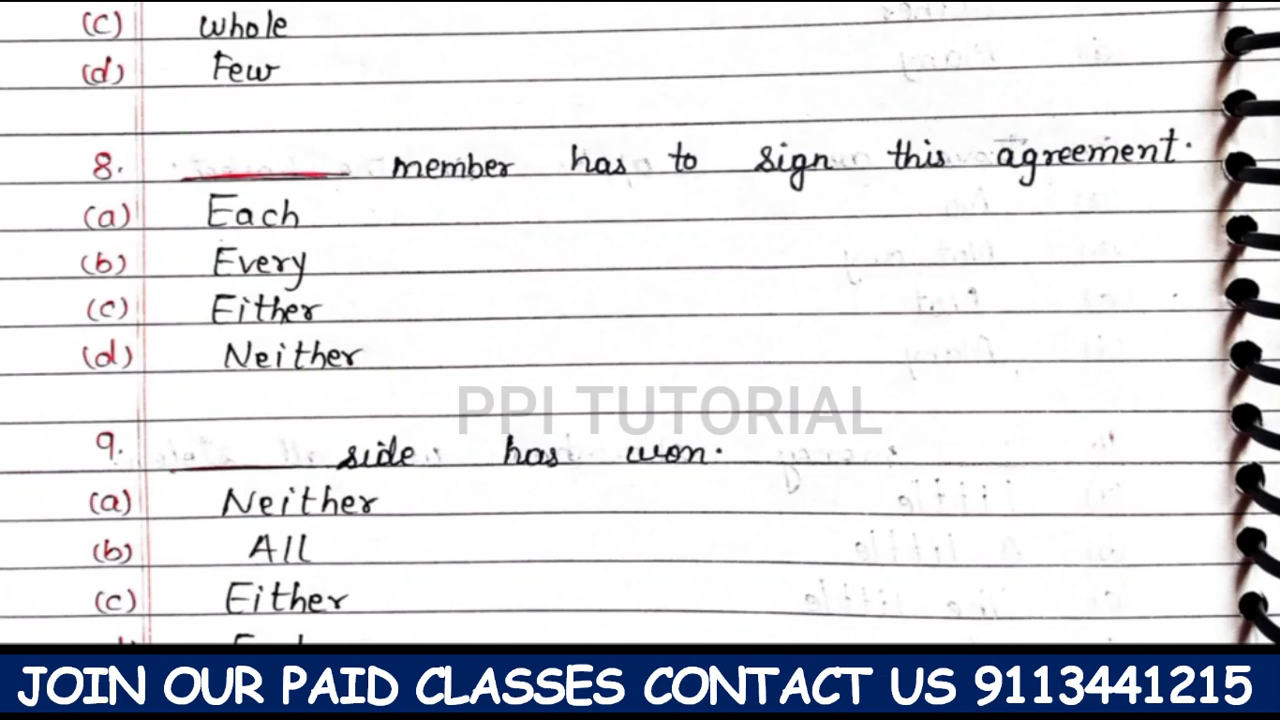 (c) Whole
(d) Few
8. ______ member has to sign this agreement.
(a) Each
(b) Every
(c) Either
(d) Neither
PPI TUTORIAL
9. ______ side has won.
(a) Neither
(b) All
(c) Either
JOIN OUR PAID CLASSES CONTACT US 9113441215